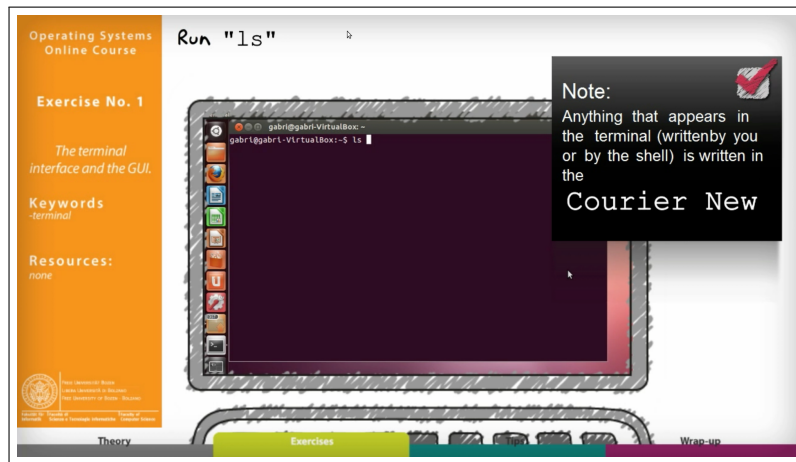 Operating Systems
Online Course
Run "ls"
Exercise No. 1
The terminal
interface and the GUI.
Keywords
-terminal
Resources:
none
gabri@gabri-VirtualBox: ~
gabri@gabri-VirtualBox:~$ ls
Note:
Anything that appears in
the terminal (writtenby you
or by the shell) is written in
the
Courier New
Theory
Exercises
Tips
Wrap-up